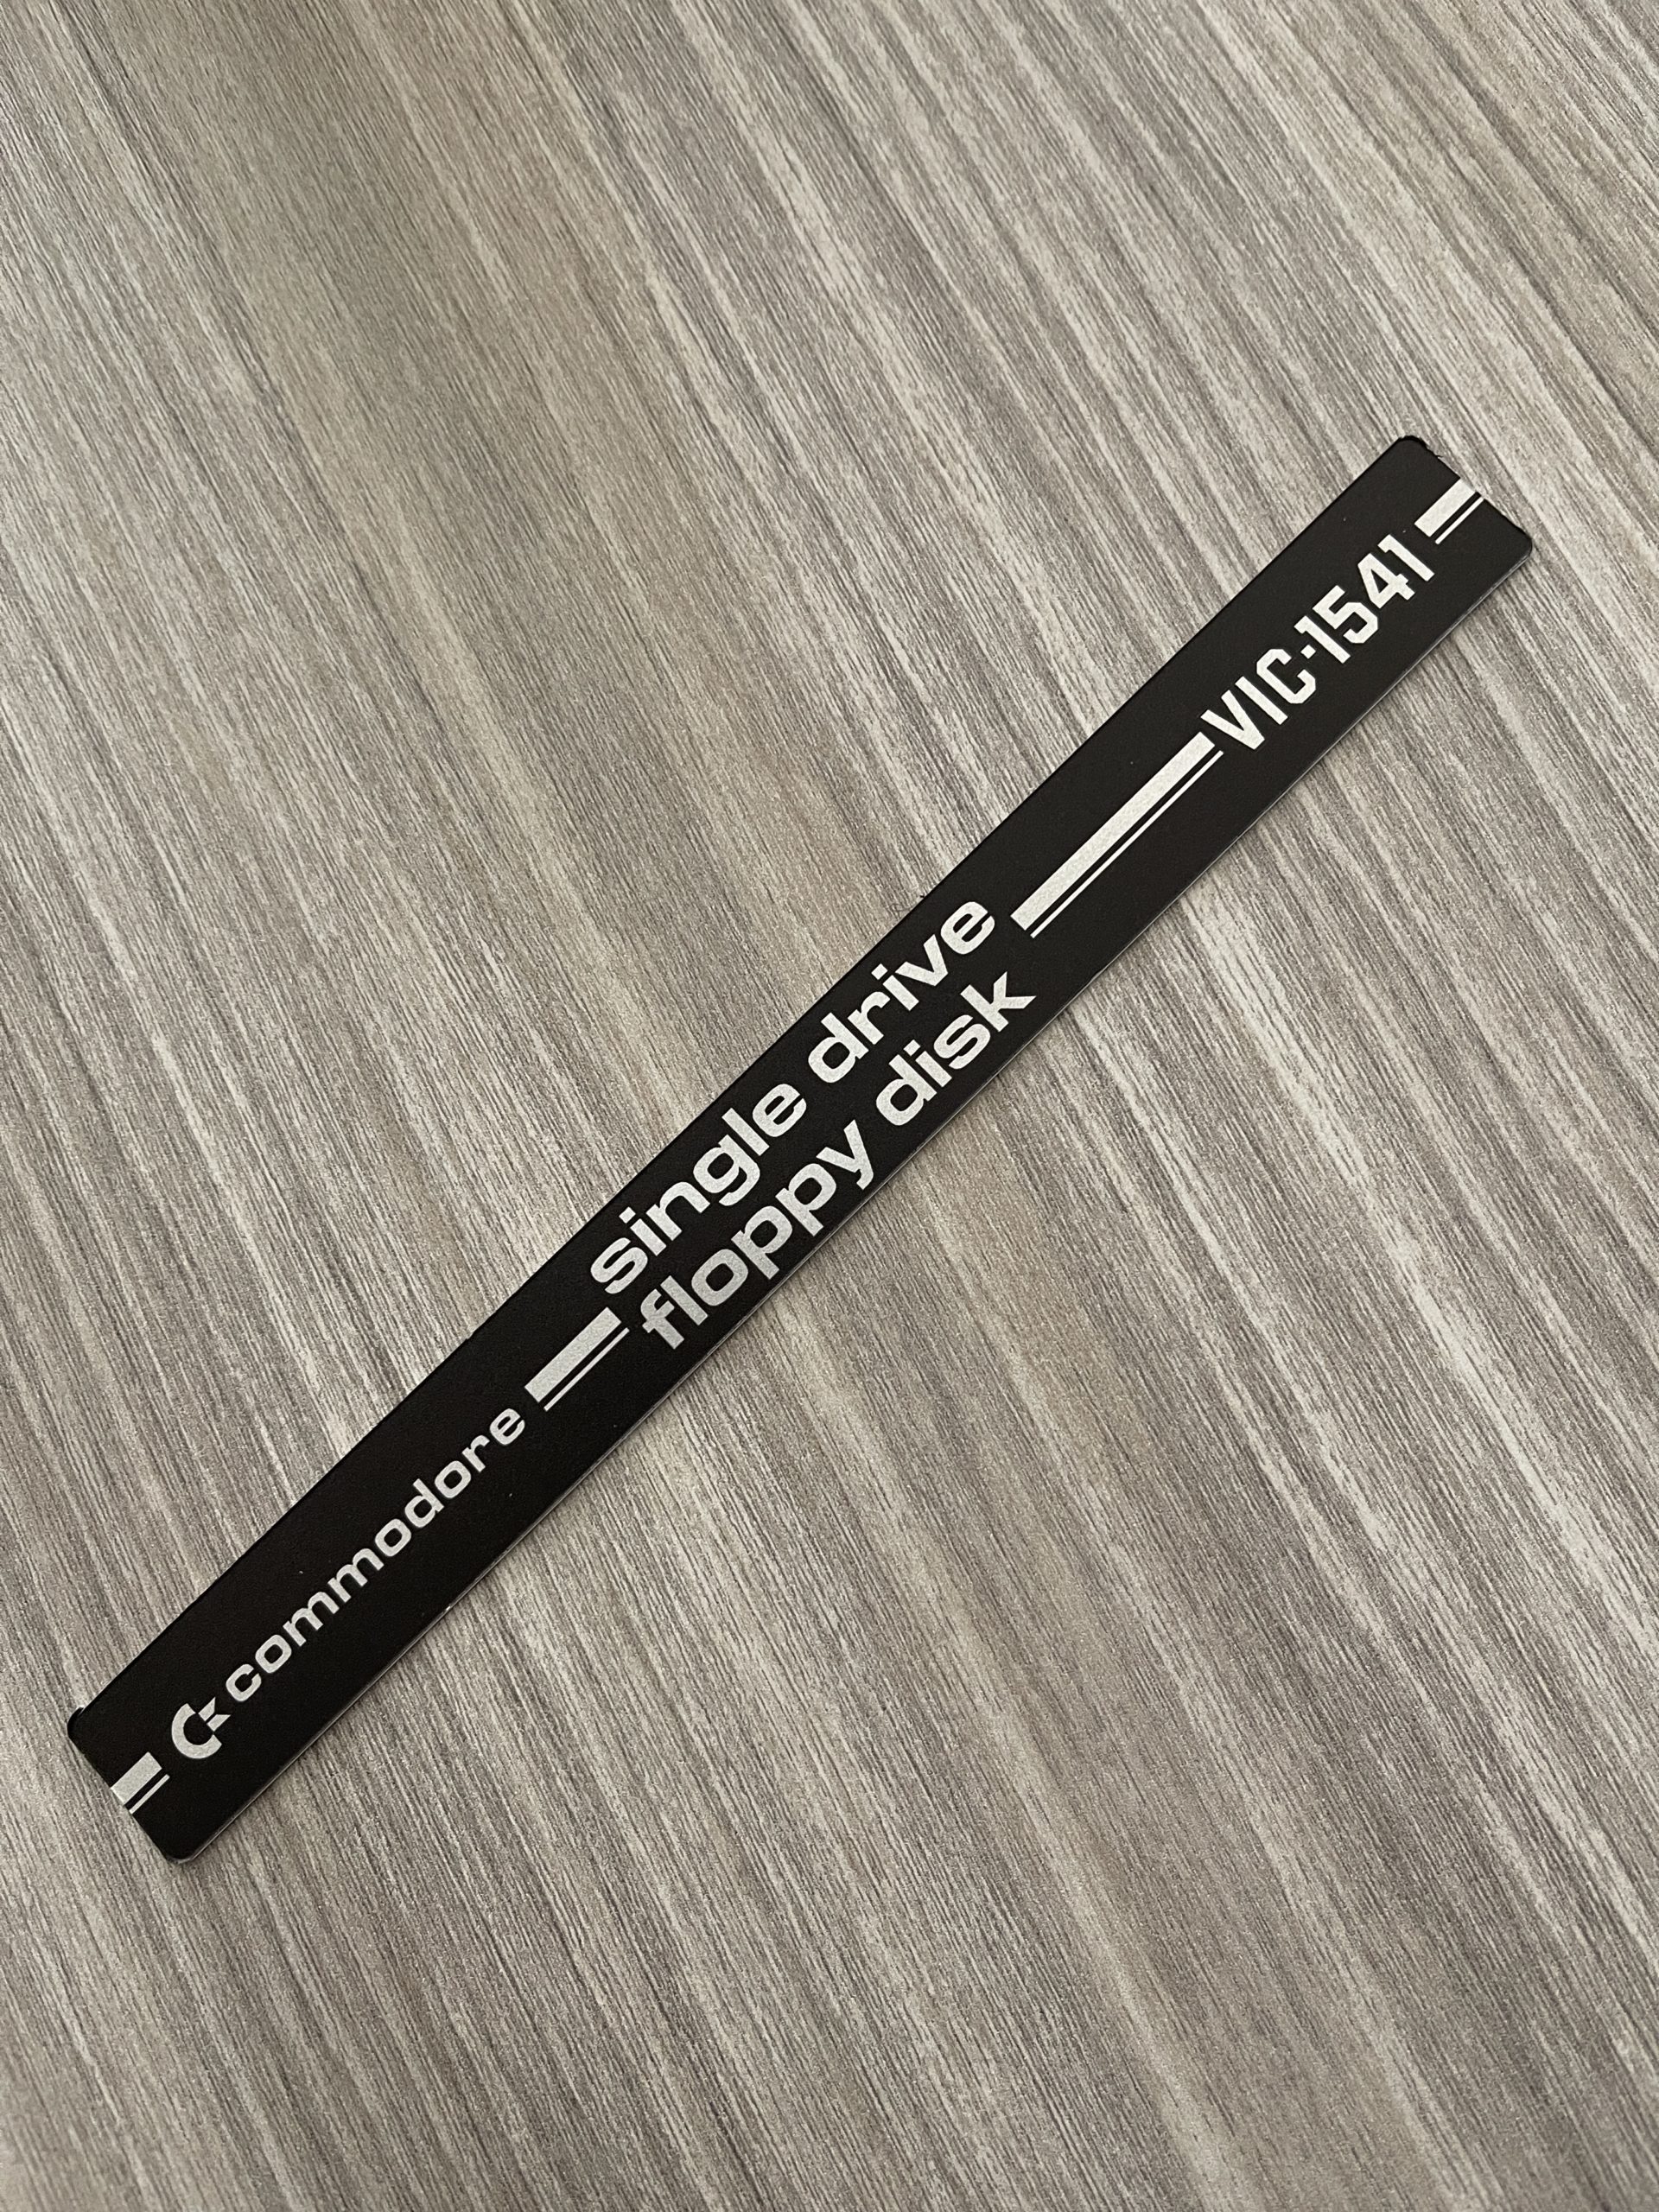 commodore
single drive
floppy disk
VIC-1541